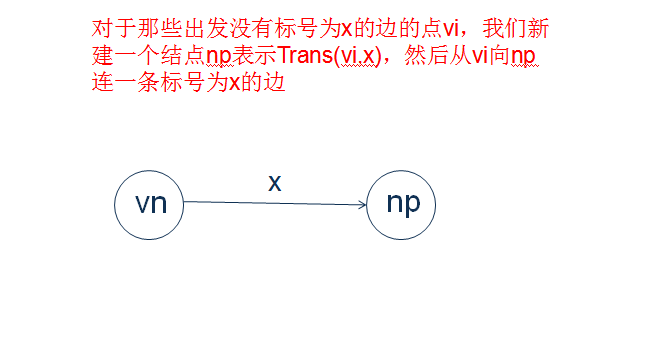 对于那些出发没有标号为x的边的点vi，我们新
建一个结点np表示Trans(vi.x)，然后从vi向np
连一条标号为x的边
x
vn
np